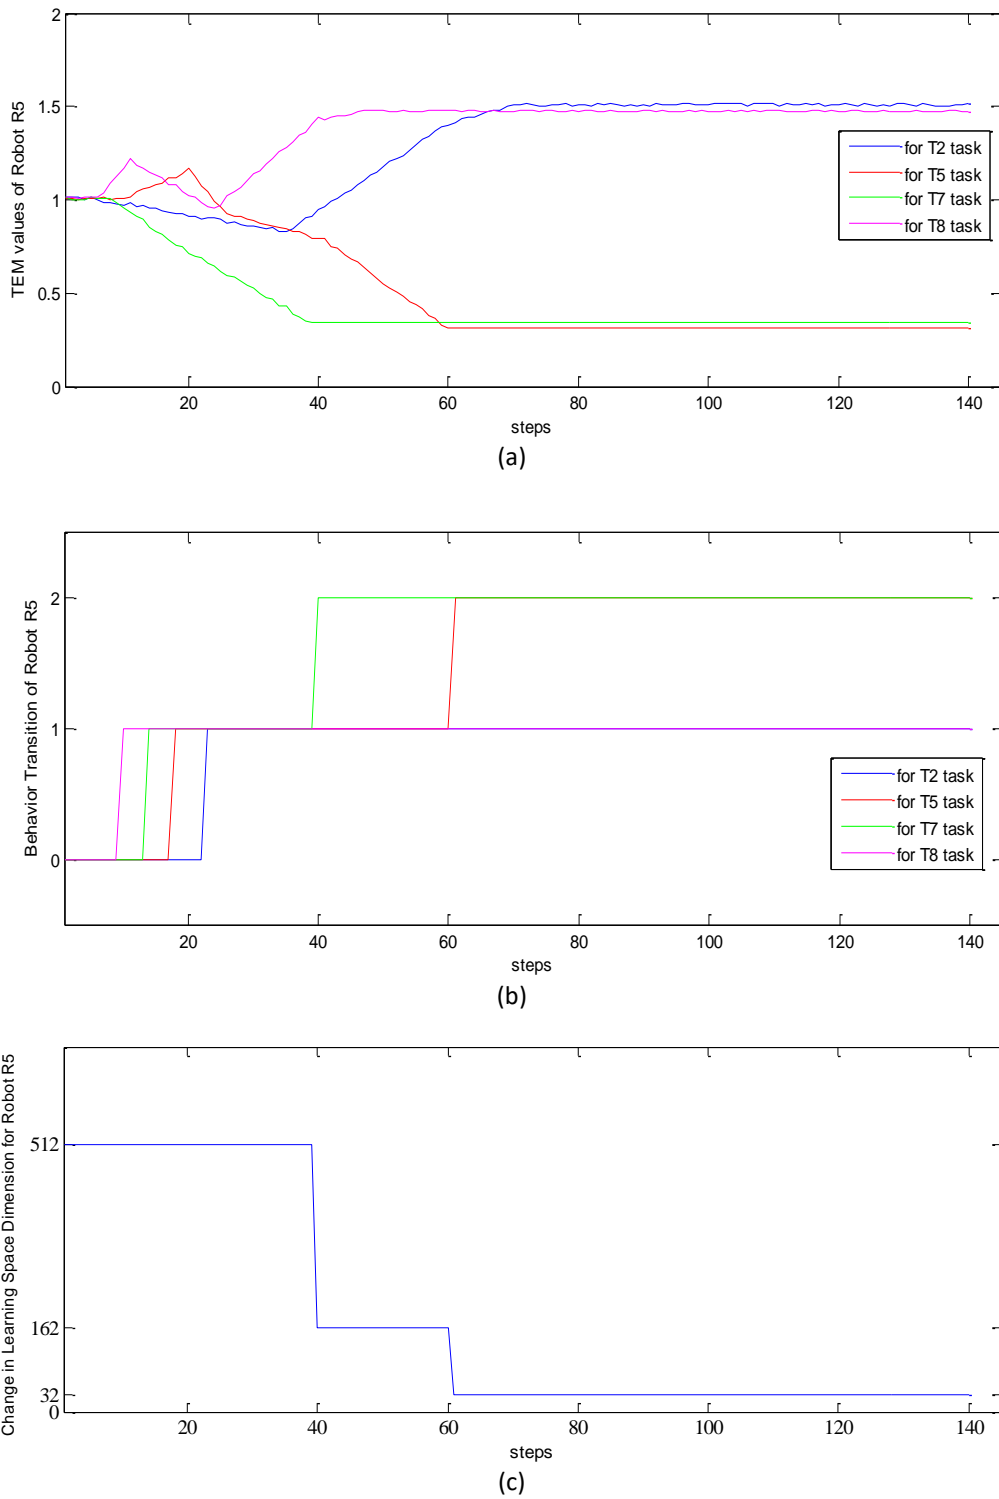 2
1.5
1
0.5
0
TEM values of Robot R5
for T2 task
for T5 task
for T7 task
for T8 task
20 40 60 80 100 120 140
steps
(a)
2
1
0
Behavior Transition of Robot R5
for T2 task
for T5 task
for T7 task
for T8 task
20 40 60 80 100 120 140
steps
(b)
512
162
32
0
Change in Learning Space Dimension for Robot R5
20 40 60 80 100 120 140
steps
(c)